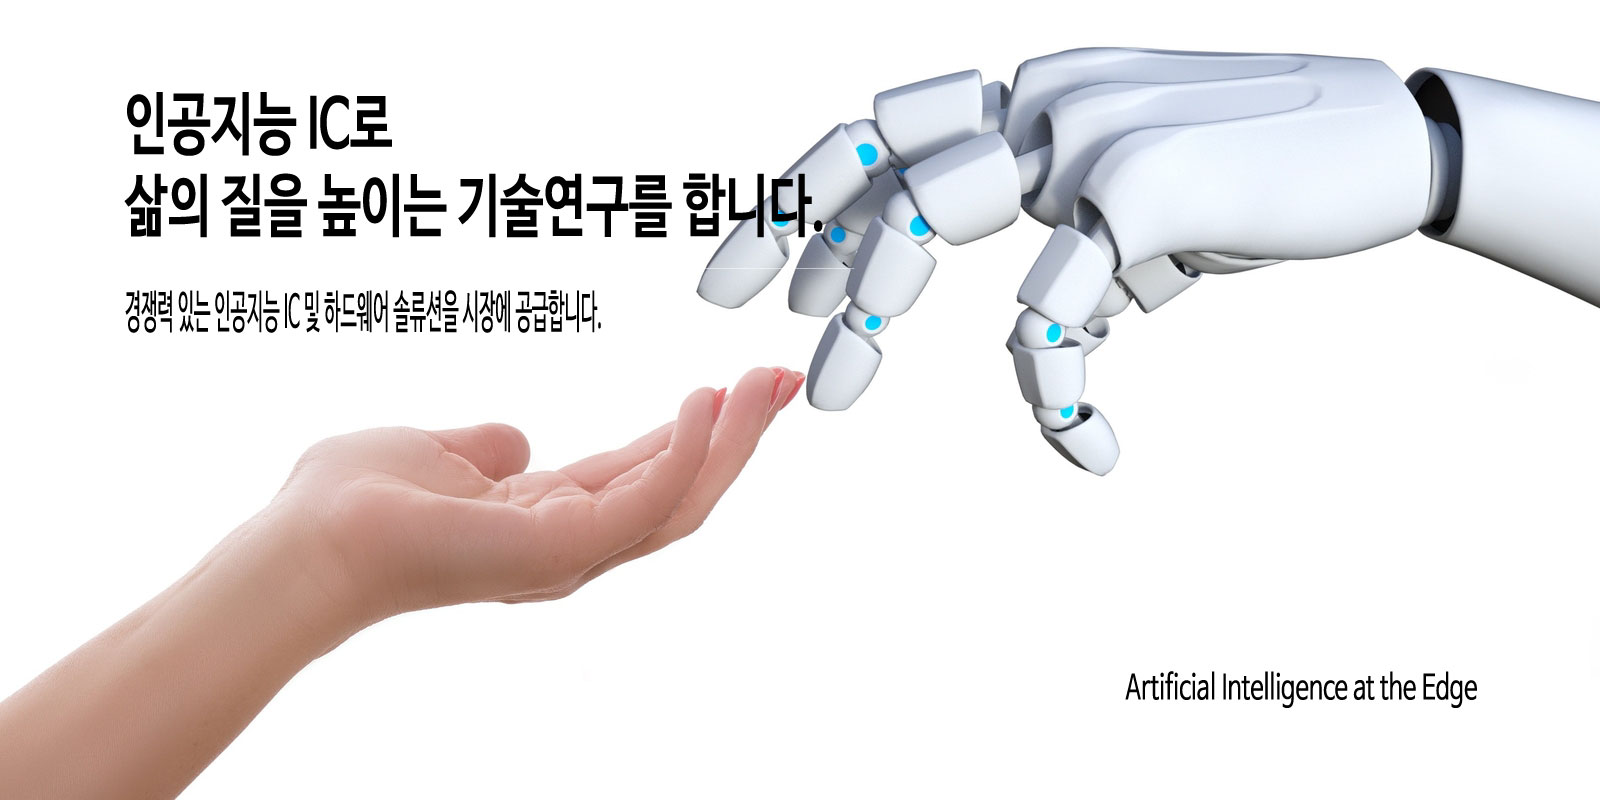 인공지능 IC로
삶의 질을 높이는 기술연구를 합니다.
경쟁력 있는 인공지능 IC 및 하드웨어 솔류션을 시장에 공급합니다.
Artificial Intelligence at the Edge